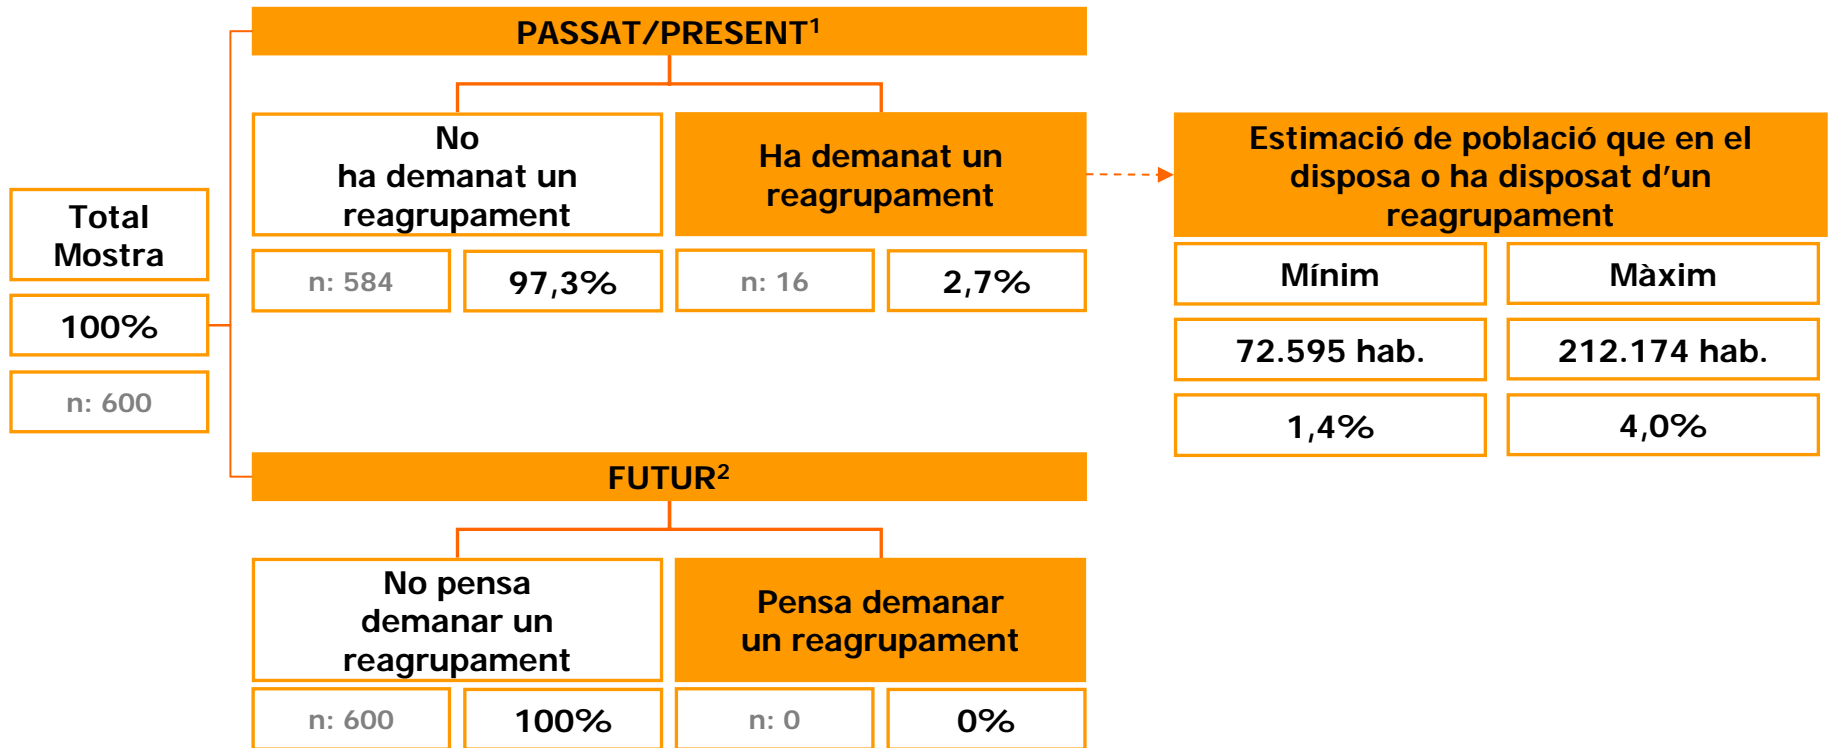 PASSAT/PRESENT¹
No
ha demanat un
reagrupament
Ha demanat un
reagrupament
Estimació de població que en el
disposa o ha disposat d’un
reagrupament
Total
Mostra
n: 584
97,3%
n: 16
2,7%
Mínim
Màxim
100%
72.595 hab.
212.174 hab.
n: 600
1,4%
4,0%
FUTUR²
No pensa
demanar un
reagrupament
Pensa demanar
un reagrupament
n: 600
100%
n: 0
0%